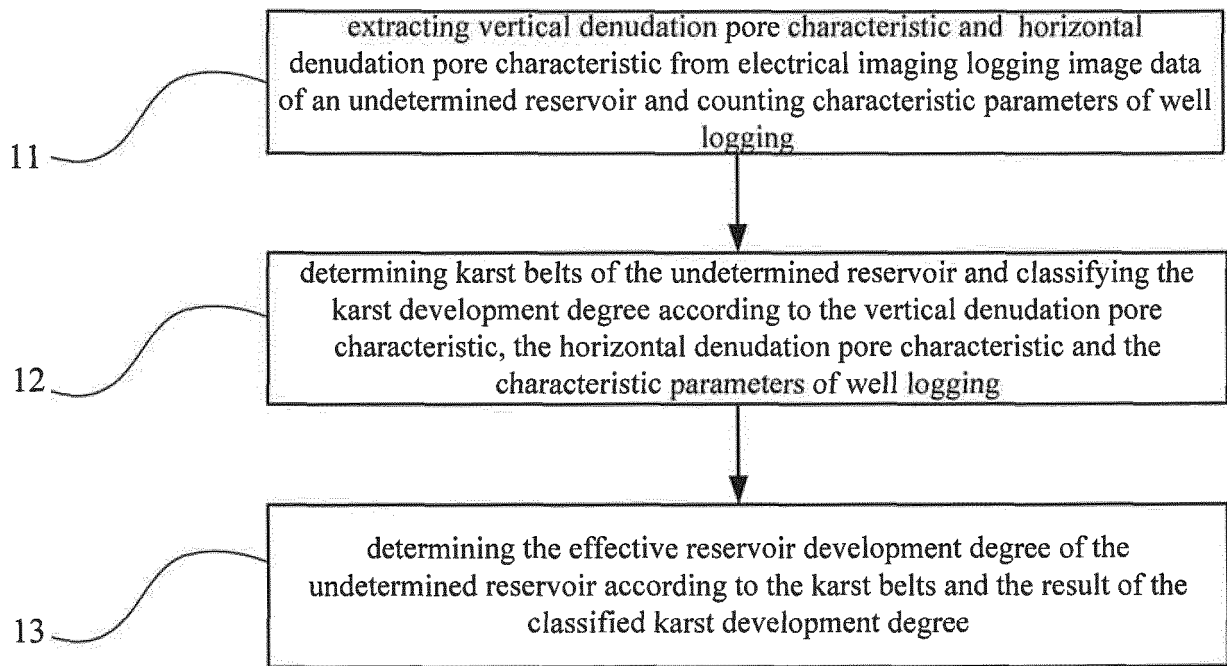 extracting vertical denudation pore characteristic and horizontal
denudation pore characteristic from electrical imaging logging image data
of an undetermined reservoir and counting characteristic parameters of well
logging
11
determining karst belts of the undetermined reservoir and classifying the
karst development degree according to the vertical denudation pore
characteristic, the horizontal denudation pore characteristic and the
characteristic parameters of well logging
12
determining the effective reservoir development degree of the
undetermined reservoir according to the karst belts and the result of the
classified karst development degree
13